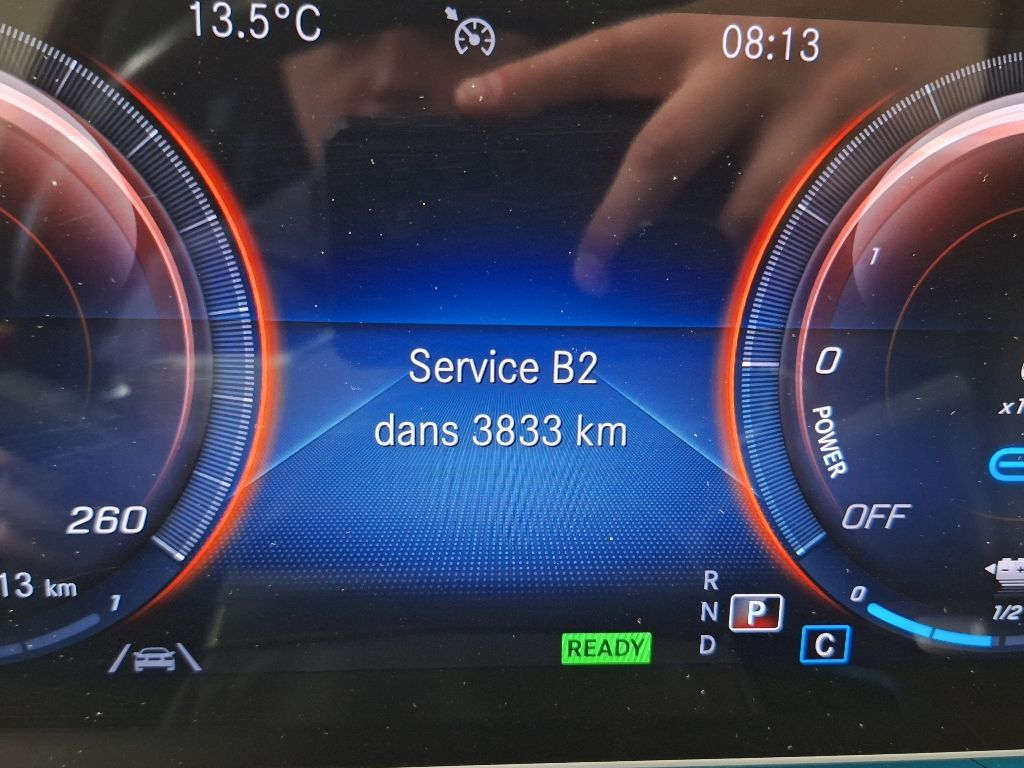 13.5°C
08:13
Service B2
dans 3833 km
260
13 km
1
1
0
POWER
OFF
0
1/2
R
N
D
P
C
READY